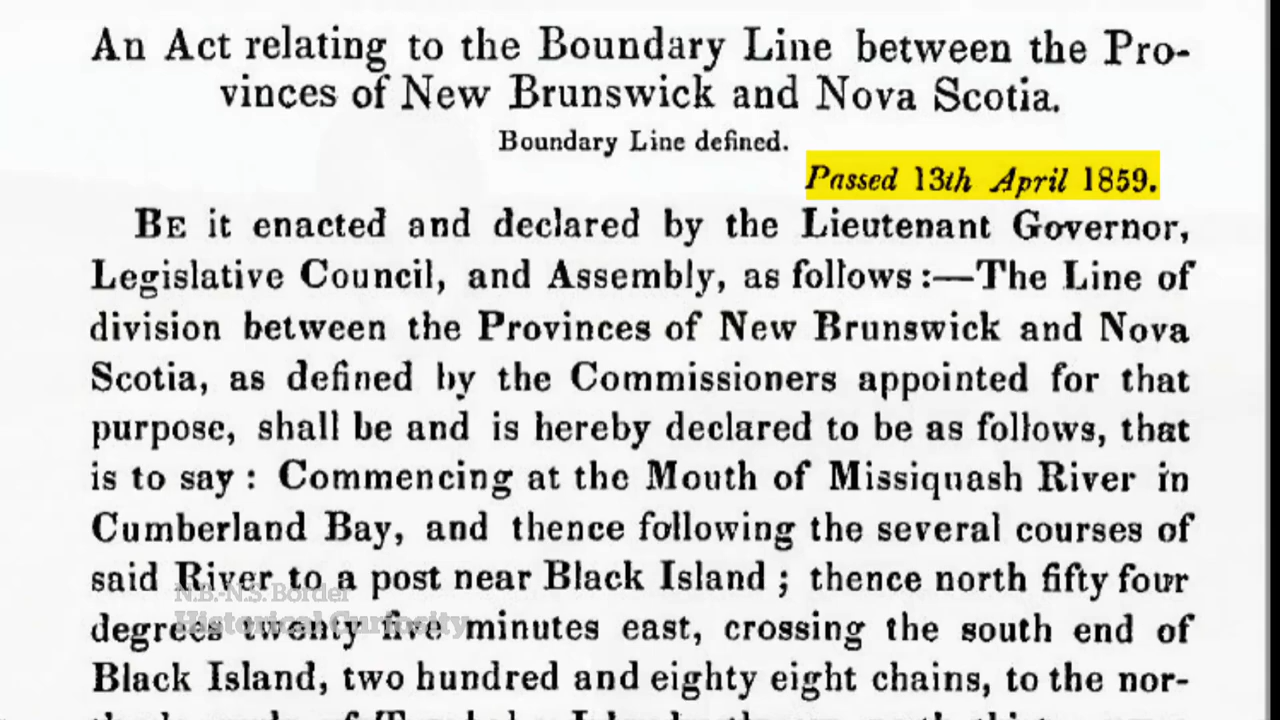 An Act relating to the Boundary Line between the Pro-
vinces of New Brunswick and Nova Scotia.
Boundary Line defined.
Passed 13th April 1859.
BE it enacted and declared by the Lieutenant Governor,
Legislative Council, and Assembly, as follows :—The Line of
division between the Provinces of New Brunswick and Nova
Scotia, as defined by the Commissioners appointed for that
purpose, shall be and is hereby declared to be as follows, that
is to say : Commencing at the Mouth of Missiquash River in
Cumberland Bay, and thence following the several courses of
said River to a post near Black Island ; thence north fifty four
N.B.-N.S. Border
degrees twenty five minutes east, crossing the south end of
Historical Curiosity
Black Island, two hundred and eighty eight chains, to the nor-